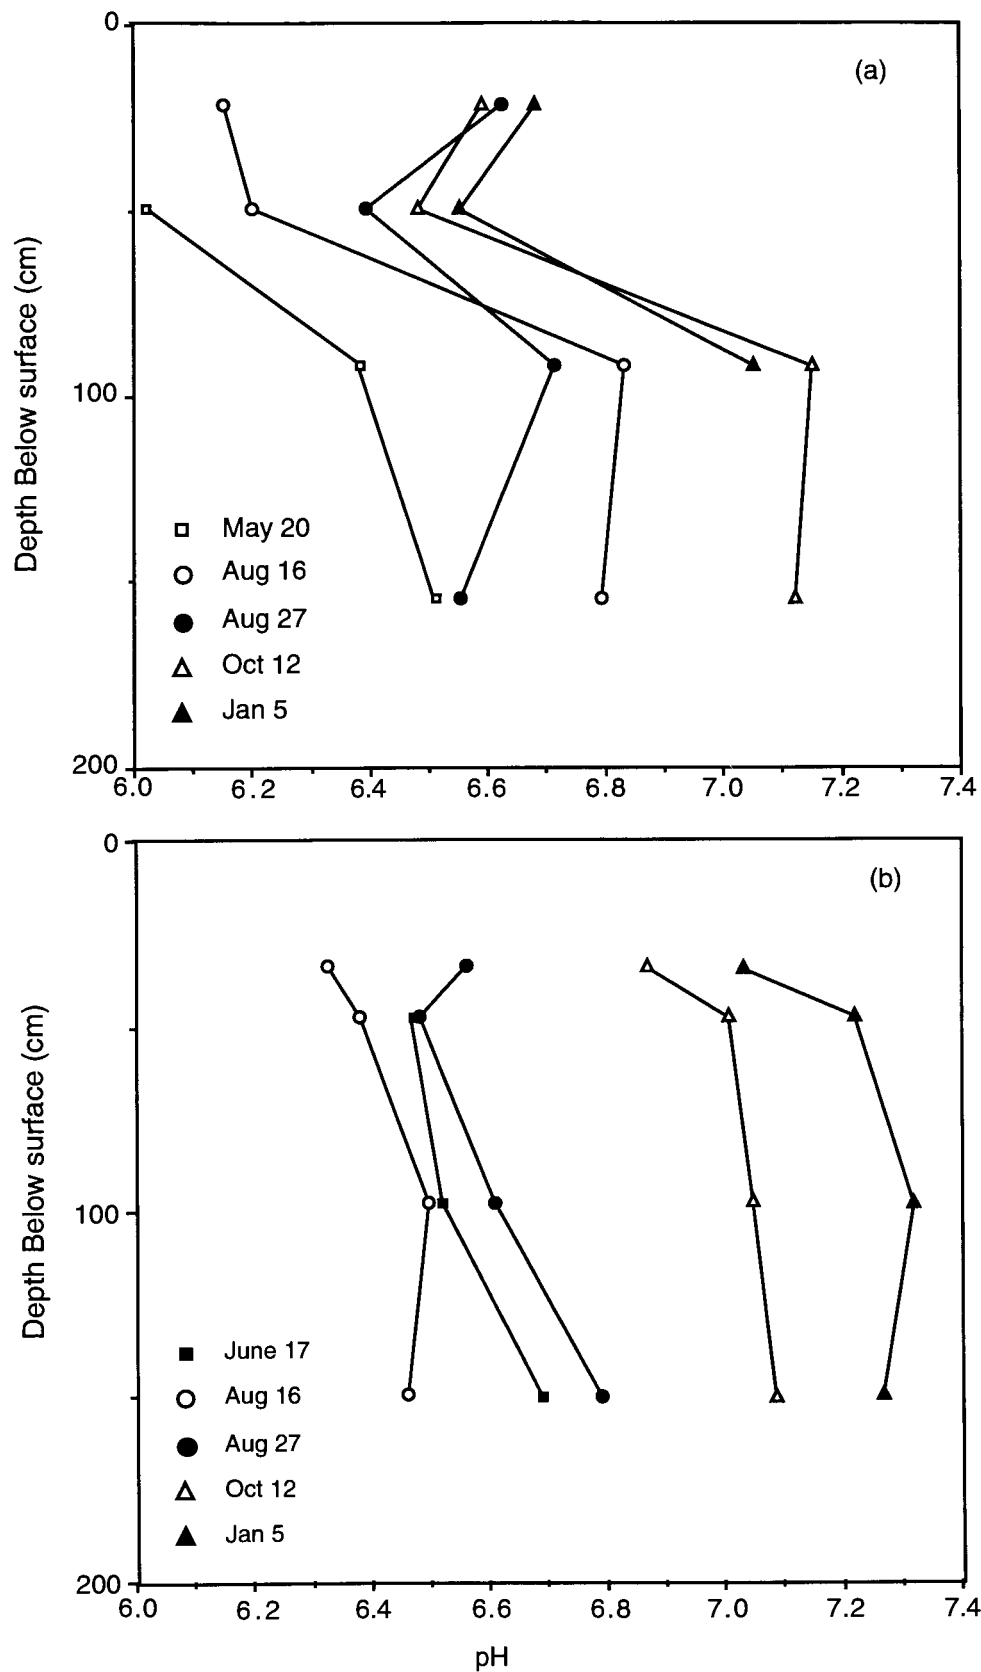 0
(a)
Depth Below surface (cm)
100
May 20
Aug 16
Aug 27
Oct 12
Jan 5
200
6.0 6.2 6.4 6.6 6.8 7.0 7.2 7.4
0
(b)
Depth Below surface (cm)
100
June 17
Aug 16
Aug 27
Oct 12
Jan 5
200
6.0 6.2 6.4 6.6 6.8 7.0 7.2 7.4
pH